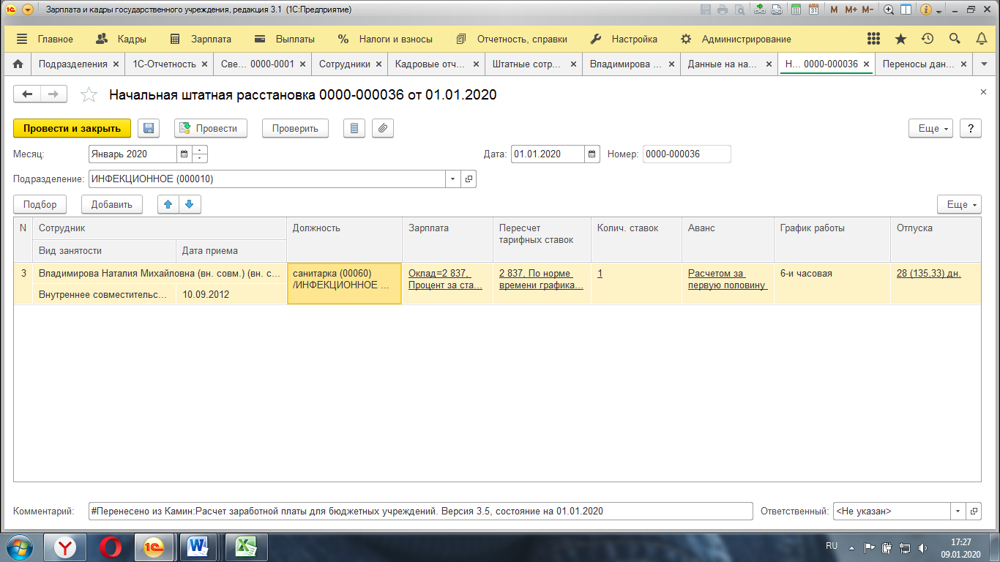 Зарплата и кадры государственного учреждения, редакция 3.1 (1С:Предприятие)
M M+ M-
Главное Кадры Зарплата Выплаты Налоги и взносы Отчетность, справки Настройка Администрирование
Подразделения × 1С-Отчетность × Све... 0000-0001 × Сотрудники × Кадровые отч... × Штатные сотр... × Владимирова ... × Данные на на... × Н... 0000-000036 × Переносы дан... ×
Начальная штатная расстановка 0000-000036 от 01.01.2020
Провести и закрыть Провести Проверить Еще ?
Месяц: Январь 2020 Дата: 01.01.2020 Номер: 0000-000036
Подразделение: ИНФЕКЦИОННОЕ (000010)
Подбор Добавить Еще
N Сотрудник Должность Зарплата Пересчет тарифных ставок Колич. ставок Аванс График работы Отпуска
Вид занятости Дата приема
3 Владимирова Наталия Михайловна (вн. совм.) (вн. с... санитарка (00060) Оклад=2 837, 2 837, По норме 1 Расчетом за 6-и часовая 28 (135,33) дн.
/ИНФЕКЦИОННОЕ ... Процент за ста... времени графика... первую половину
Внутреннее совместительс... 10.09.2012
Комментарий: #Перенесено из Камин:Расчет заработной платы для бюджетных учреждений. Версия 3.5, состояние на 01.01.2020 Ответственный: <Не указан>
RU 17:27
09.01.2020